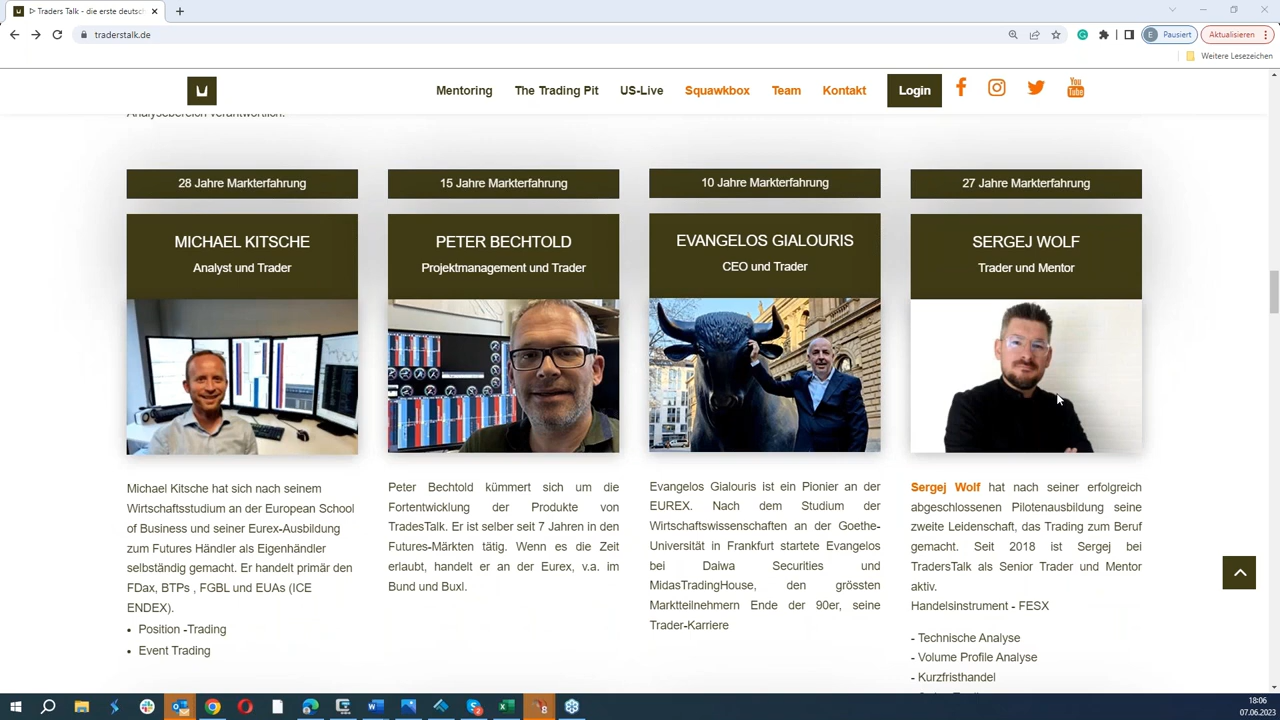 ▷ Traders Talk - die erste deutsch
traderstalk.de
E Pausiert
Aktualisieren
Weitere Lesezeichen
Mentoring The Trading Pit US-Live Squawkbox Team Kontakt Login
You Tube
Analysebereich verantwortlich.
28 Jahre Markterfahrung
MICHAEL KITSCHE
Analyst und Trader
Michael Kitsche hat sich nach seinem
Wirtschaftsstudium an der European School
of Business und seiner Eurex-Ausbildung
zum Futures Händler als Eigenhändler
selbständig gemacht. Er handelt primär den
FDax, BTPs , FGBL und EUAs (ICE
ENDEX).
• Position -Trading
• Event Trading
15 Jahre Markterfahrung
PETER BECHTOLD
Projektmanagement und Trader
Peter Bechtold kümmert sich um die
Fortentwicklung der Produkte von
TradesTalk. Er ist selber seit 7 Jahren in den
Futures-Märkten tätig. Wenn es die Zeit
erlaubt, handelt er an der Eurex, v.a. im
Bund und Buxl.
10 Jahre Markterfahrung
EVANGELOS GIALOURIS
CEO und Trader
Evangelos Gialouris ist ein Pionier an der
EUREX. Nach dem Studium der
Wirtschaftswissenschaften an der Goethe-
Universität in Frankfurt startete Evangelos
bei Daiwa Securities und
MidasTradingHouse, den grössten
Marktteilnehmern Ende der 90er, seine
Trader-Karriere
27 Jahre Markterfahrung
SERGEJ WOLF
Trader und Mentor
Sergej Wolf hat nach seiner erfolgreich
abgeschlossenen Pilotenausbildung seine
zweite Leidenschaft, das Trading zum Beruf
gemacht. Seit 2018 ist Sergej bei
TradersTalk als Senior Trader und Mentor
aktiv.
Handelsinstrument - FESX
- Technische Analyse
- Volume Profile Analyse
- Kurzfristhandel
18:06
07.06.2023